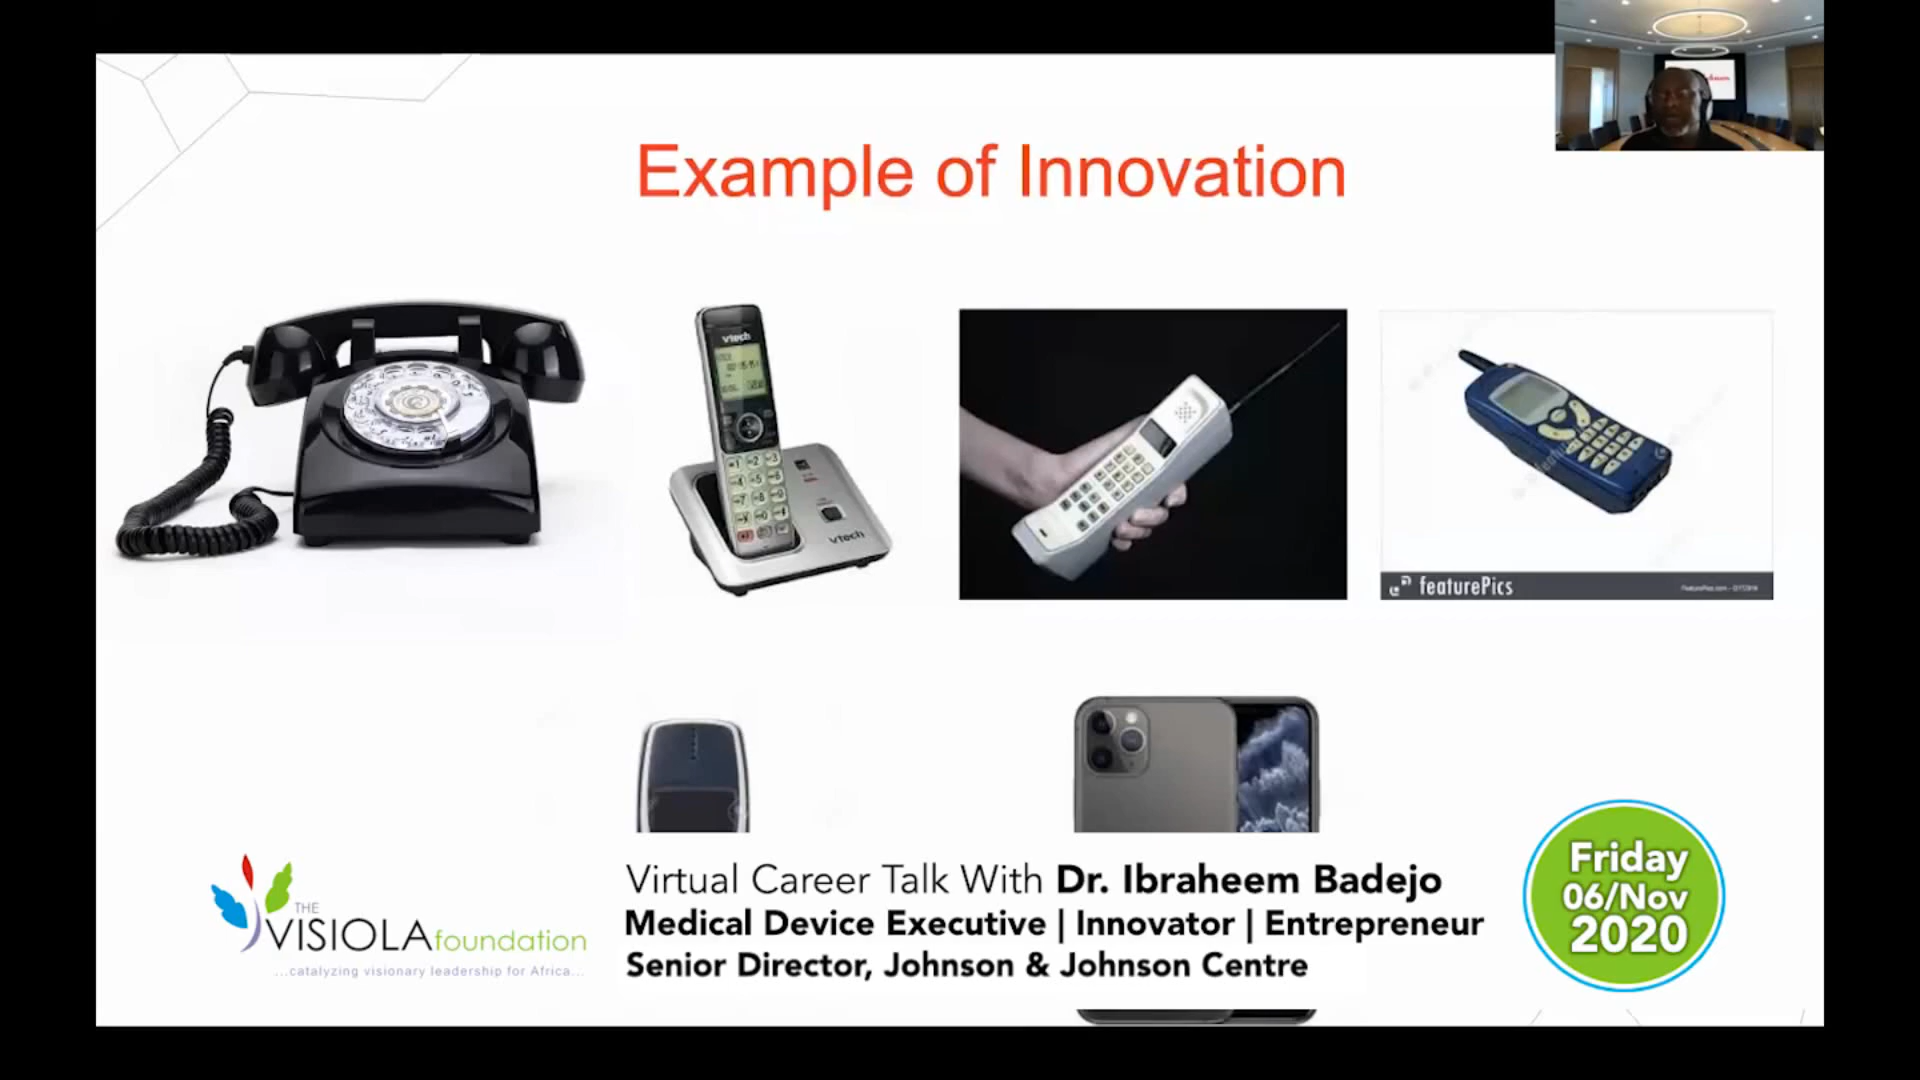 Example of Innovation
vtech
vtech
featurePics
THE
VISIOLAfoundation
...catalyzing visionary leadership for Africa...
Virtual Career Talk With Dr. Ibraheem Badejo
Medical Device Executive | Innovator | Entrepreneur
Senior Director, Johnson & Johnson Centre
Friday
06/Nov
2020